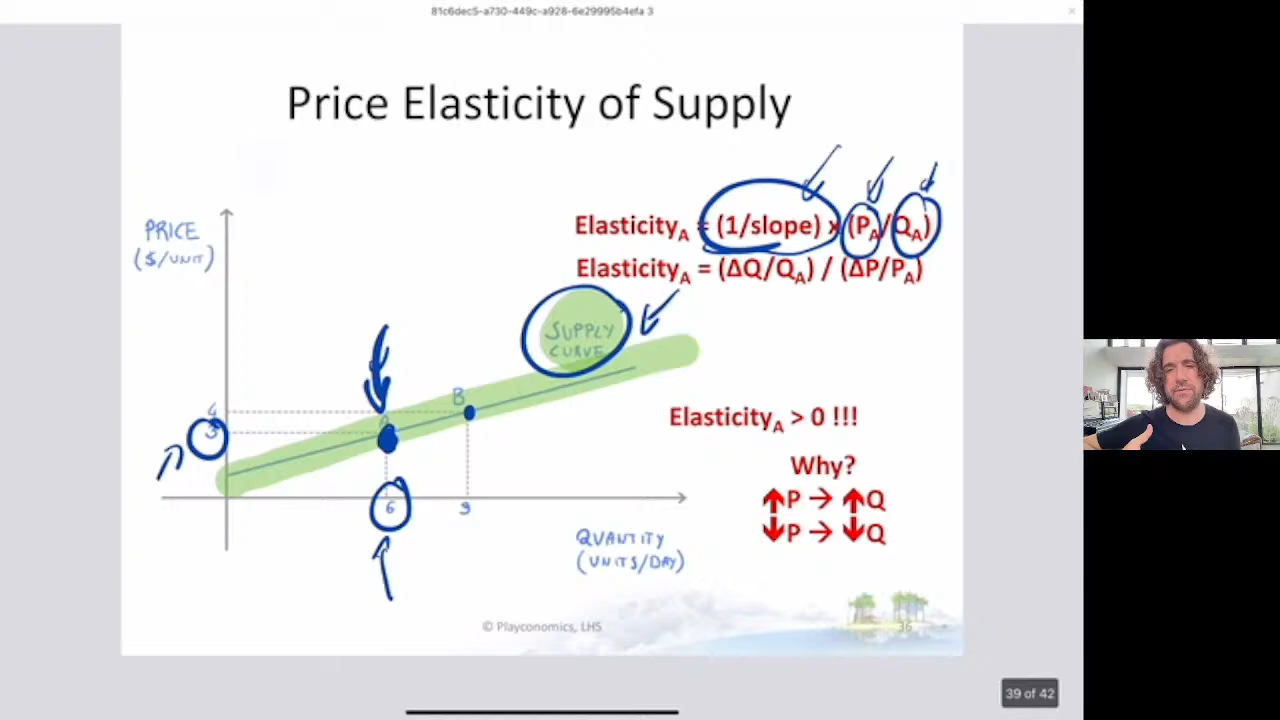 81c6dec5-a730-449c-a928-6e29995b4efa 3
Price Elasticity of Supply
PRICE
($/UNIT)
Elasticity_A = (1/slope) x (P_A/Q_A)
Elasticity_A = (ΔQ/Q_A) / (ΔP/P_A)
SUPPLY
CURVE
B
4
3
Elasticity_A > 0 !!!
Why?
P → Q
P → Q
6
9
QUANTITY
(UNITS/DAY)
© Playconomics, LHS
36
39 of 42